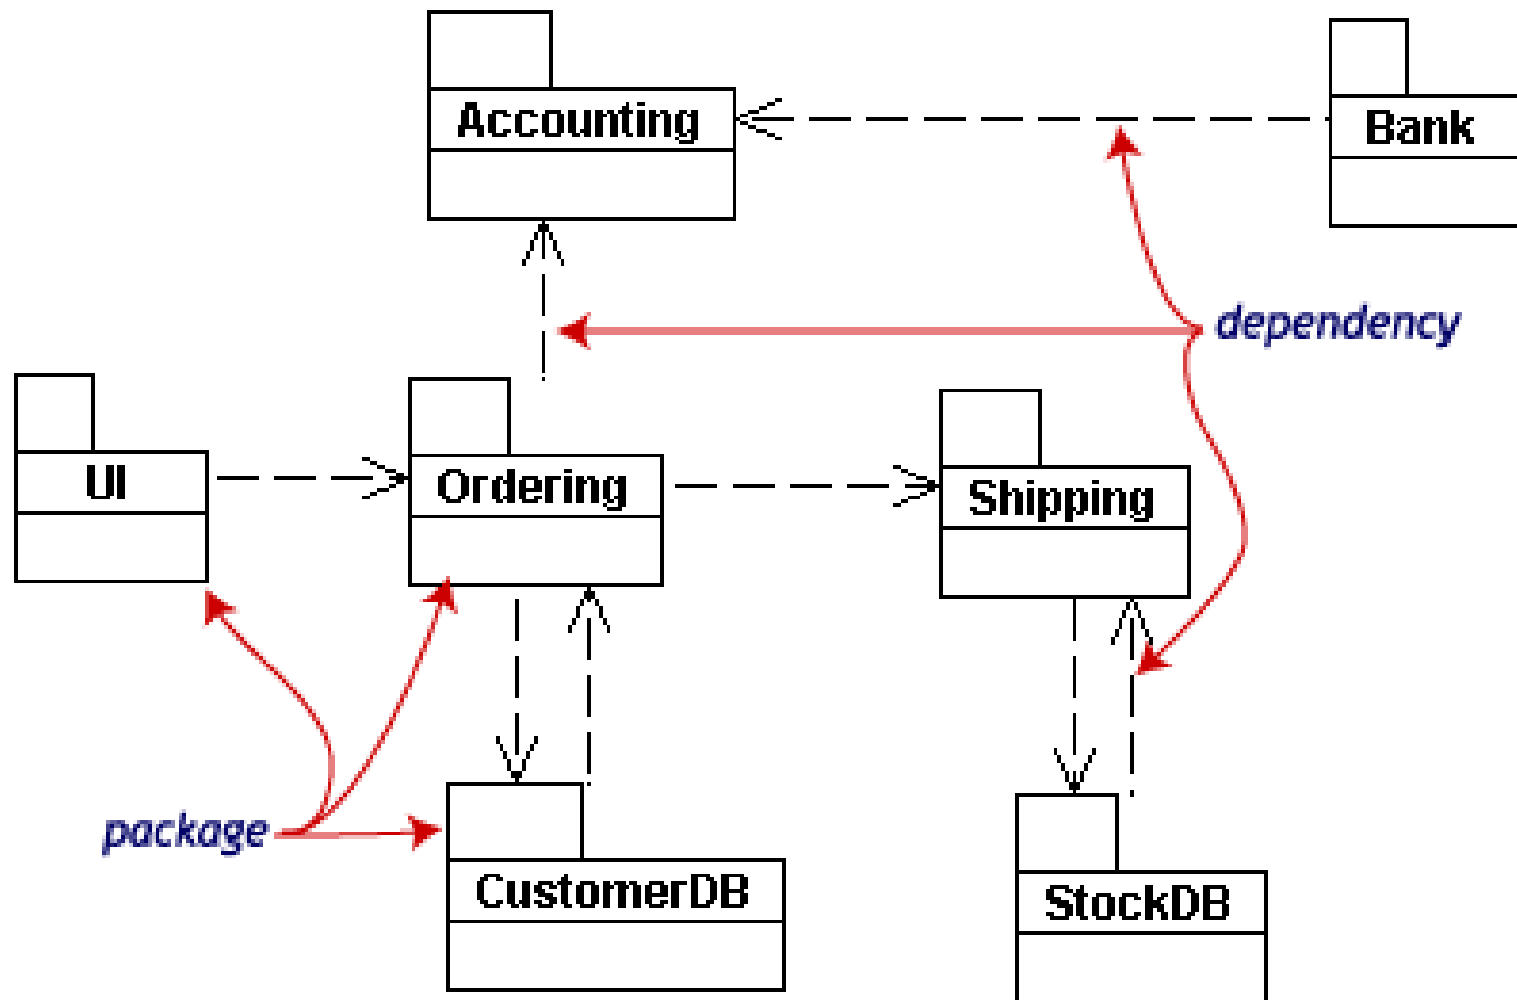 Accounting
Bank
dependency
UI
Ordering
Shipping
package
CustomerDB
StockDB